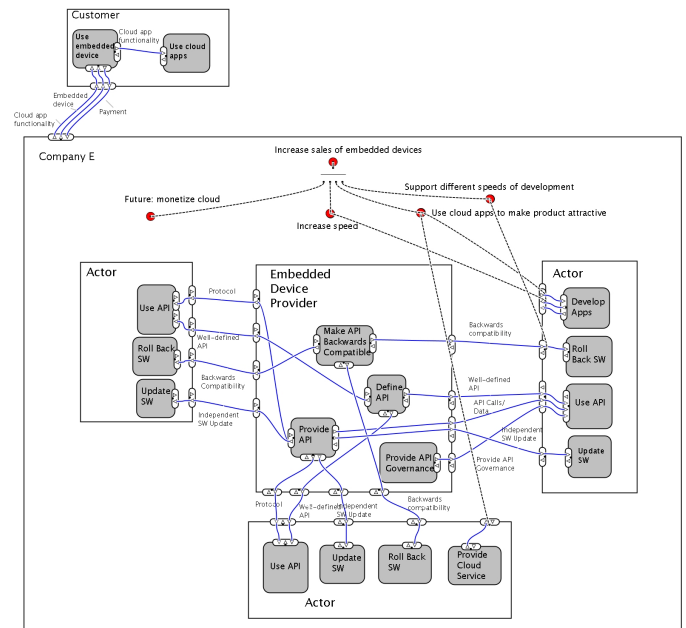 Customer
Use
embedded
device
Cloud app
functionality
Use cloud
apps
Embedded
device
Payment
Cloud app
functionality
Company E
Increase sales of embedded devices
Future: monetize cloud
Support different speeds of development
Use cloud apps to make product attractive
Increase speed
Actor
Use API
Roll Back
SW
Update
SW
Protocol
Well-defined
API
Backwards
Compatibility
Independent
SW Update
Embedded
Device
Provider
Make API
Backwards
Compatible
Define
API
Provide
API
Provide API
Governance
Backwards
compatibility
Well-defined
API
API Calls/
Data
Independent
SW Update
Provide API
Governance
Actor
Develop
Apps
Roll
Back SW
Use API
Update
SW
Protocol
Well-defined
API
Independent
SW Update
Backwards
compatibility
Use API
Update
SW
Roll Back
SW
Provide
Cloud
Service
Actor